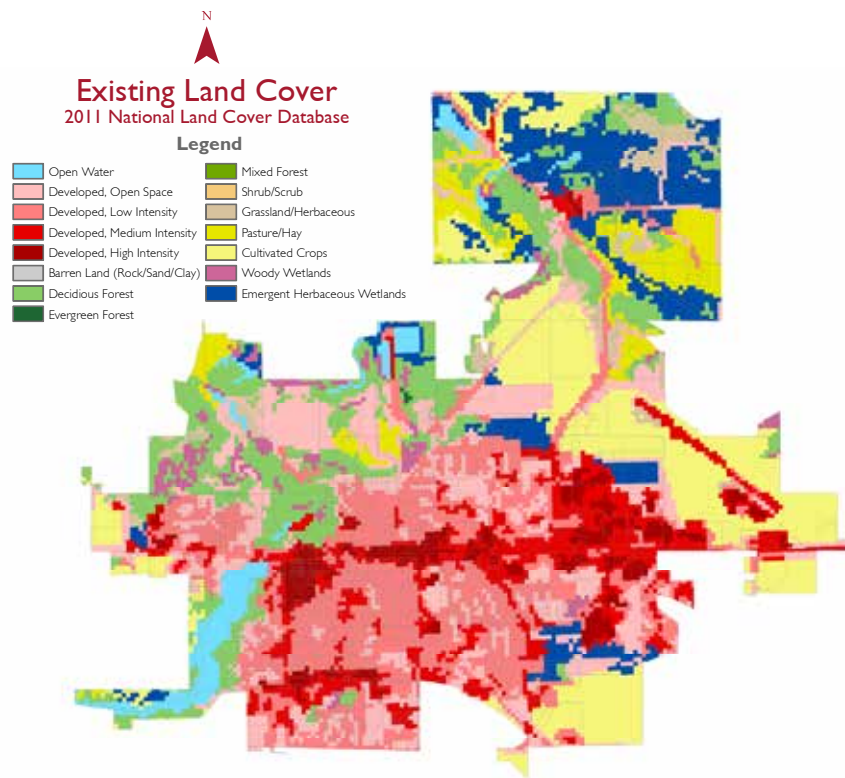 N
Existing Land Cover
2011 National Land Cover Database
Legend
Open Water
Developed, Open Space
Developed, Low Intensity
Developed, Medium Intensity
Developed, High Intensity
Barren Land (Rock/Sand/Clay)
Decidious Forest
Evergreen Forest
Mixed Forest
Shrub/Scrub
Grassland/Herbaceous
Pasture/Hay
Cultivated Crops
Woody Wetlands
Emergent Herbaceous Wetlands